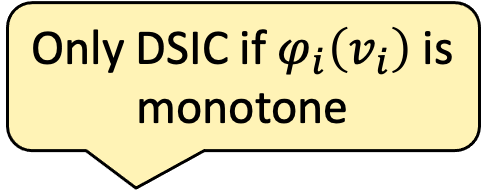 Only DSIC if 𝝋ᵢ(𝒗ᵢ) is
monotone